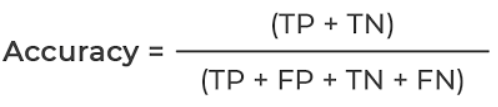 (TP + TN)
Accuracy =
(TP + FP + TN + FN)